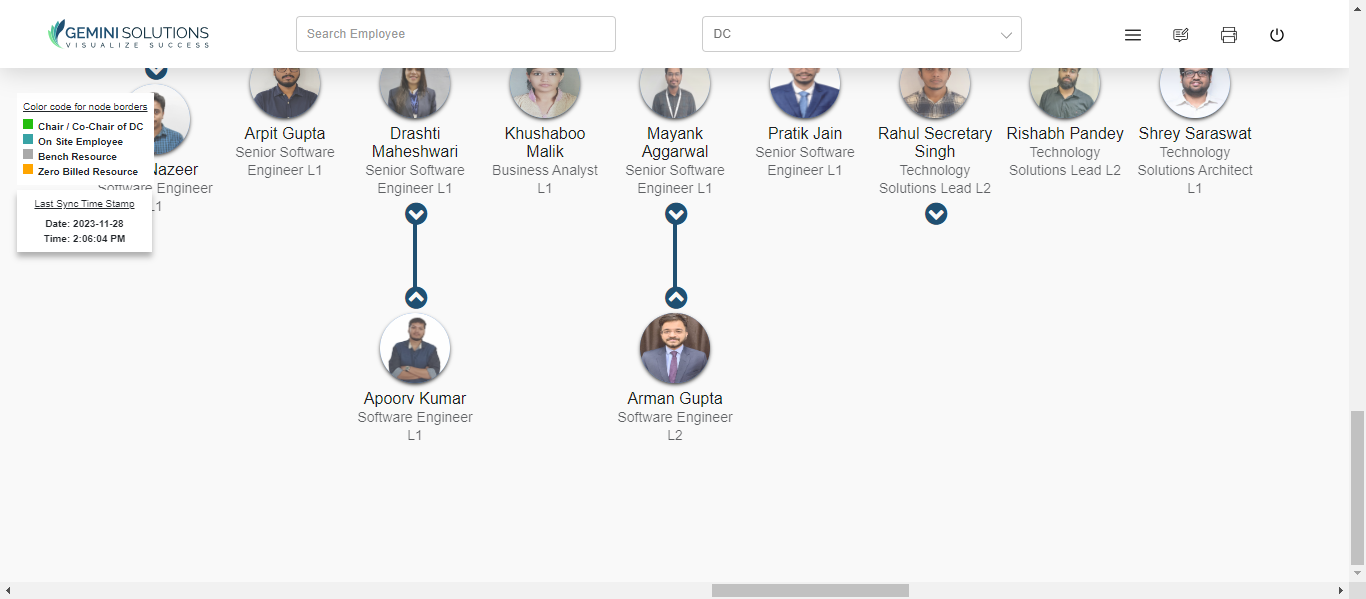 GEMINI SOLUTIONS
VISUALIZE SUCCESS
Search Employee
DC
Color code for node borders
Chair / Co-Chair of DC
On Site Employee
Bench Resource
Zero Billed Resource
Last Sync Time Stamp
Date: 2023-11-28
Time: 2:06:04 PM
Nazeer
Software Engineer
L1
Arpit Gupta
Senior Software
Engineer L1
Drashti
Maheshwari
Senior Software
Engineer L1
Khushaboo
Malik
Business Analyst
L1
Mayank
Aggarwal
Senior Software
Engineer L1
Pratik Jain
Senior Software
Engineer L1
Rahul Secretary
Singh
Technology
Solutions Lead L2
Rishabh Pandey
Technology
Solutions Lead L2
Shrey Saraswat
Technology
Solutions Architect
L1
Apoorv Kumar
Software Engineer
L1
Arman Gupta
Software Engineer
L2